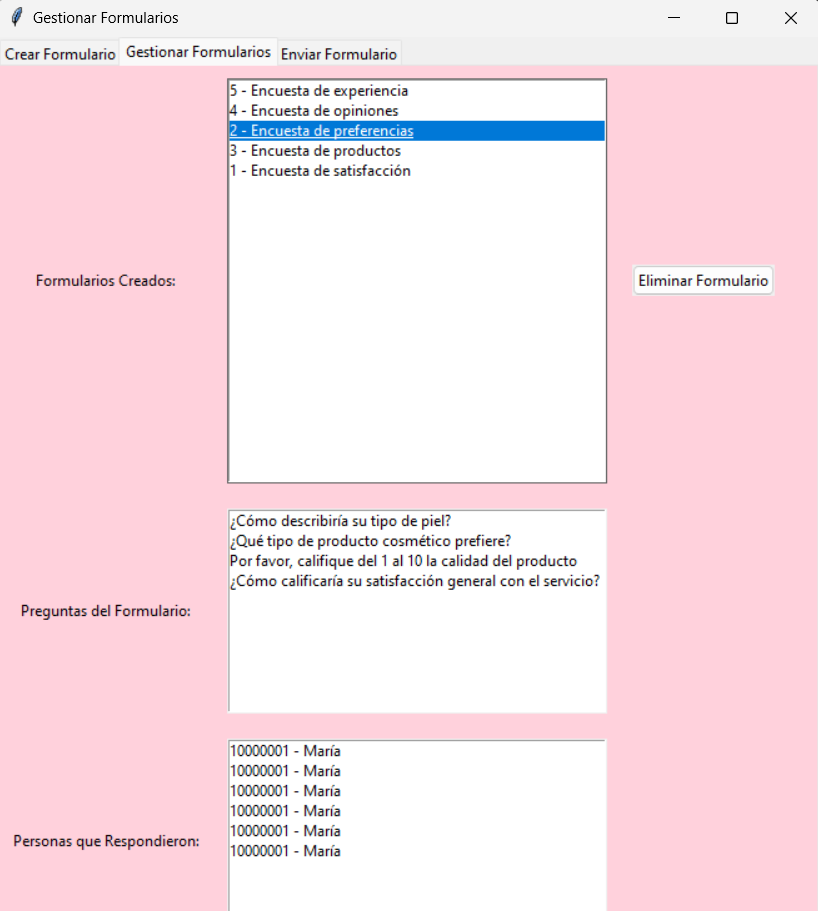 Gestionar Formularios
Crear Formulario Gestionar Formularios Enviar Formulario
5 - Encuesta de experiencia
4 - Encuesta de opiniones
2 - Encuesta de preferencias
3 - Encuesta de productos
1 - Encuesta de satisfacción
Formularios Creados:
Eliminar Formulario
¿Cómo describiría su tipo de piel?
¿Qué tipo de producto cosmético prefiere?
Por favor, califique del 1 al 10 la calidad del producto
¿Cómo calificaría su satisfacción general con el servicio?
Preguntas del Formulario:
10000001 - María
10000001 - María
10000001 - María
10000001 - María
10000001 - María
10000001 - María
Personas que Respondieron: